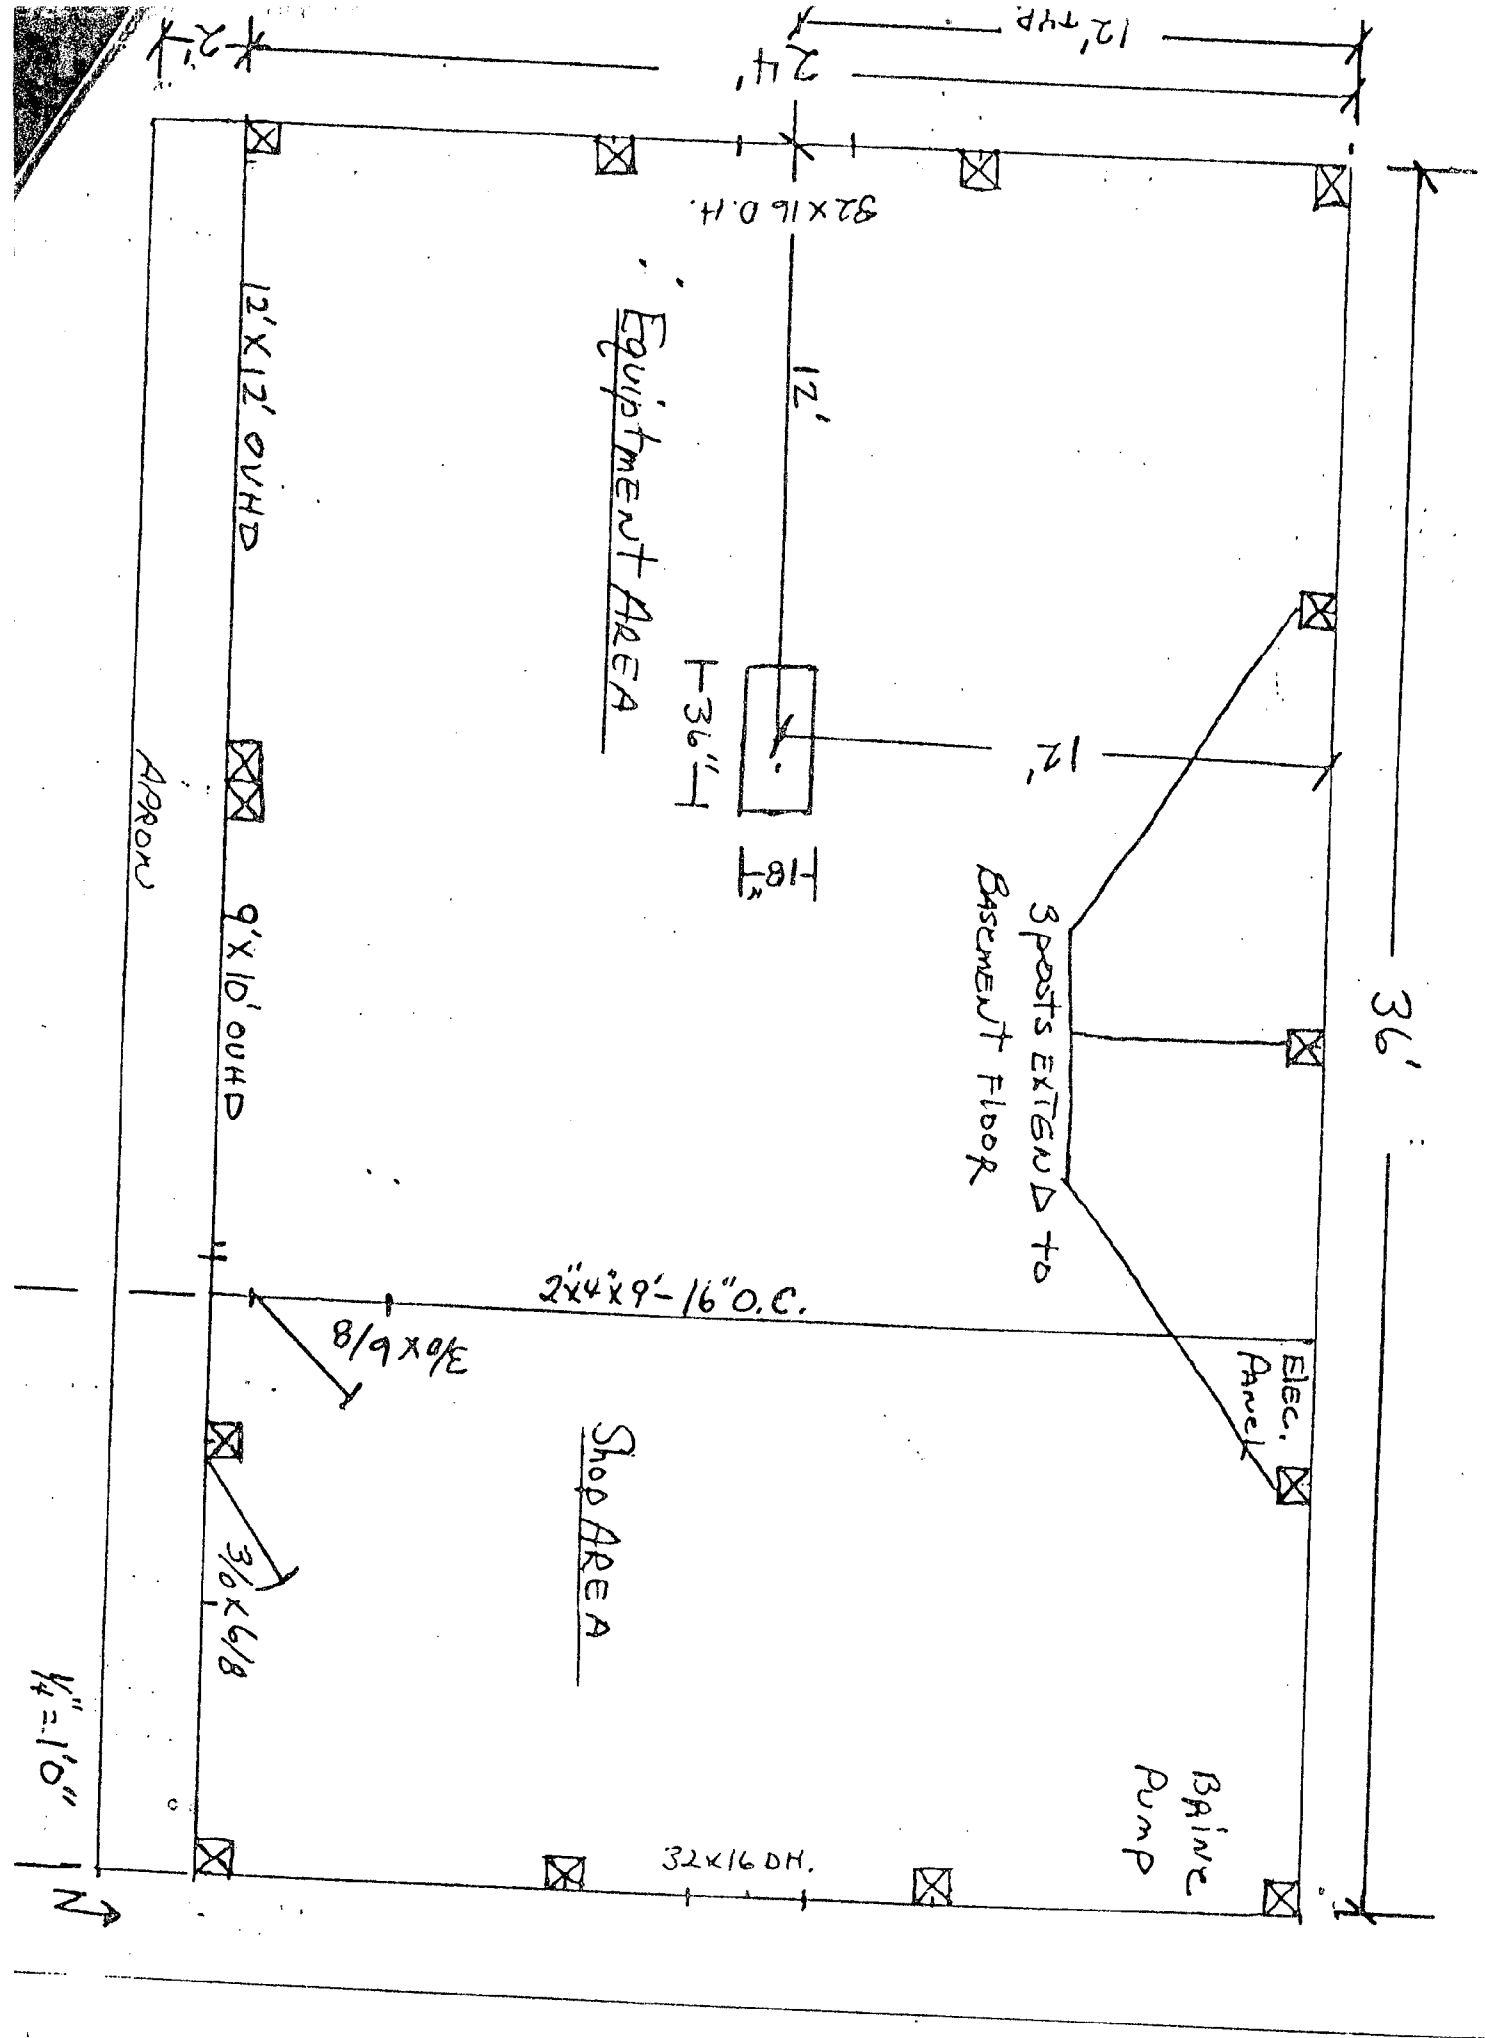 36'
2'
24'
12' TYP.
32X16 D.H.
12'
12'
36"
18"
EquiptmENt AREA
3 posts EXTEND to
BASEMENT FlooR
12'X12' OVHD
9'X10' OVHD
APRON
2"x4"x9'-16"O.C.
3/0x6/8
ElEC.
PANEl
Shop AREA
3/0x6/8
BRiNE
PUmp
32x16 DH.
1/4"=1'0"
N